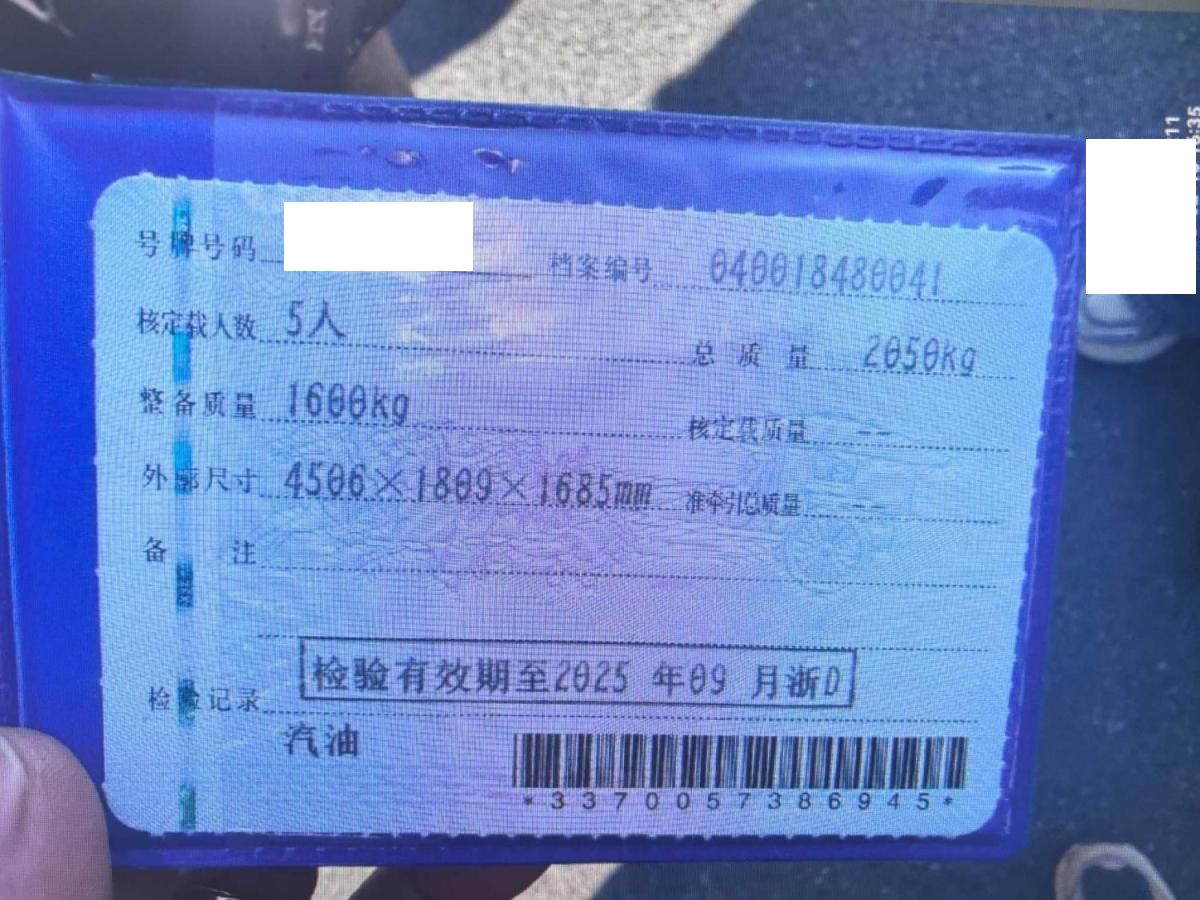 号牌号码 档案编号 040018480041
核定载人数 5人 总质量 2050kg
整备质量 1600kg 核定载质量 --
外廓尺寸 4506×1809×1685mm 准牵引总质量 --
备注
检验记录 检验有效期至2025 年09 月浙D
汽油
*3370057386945*